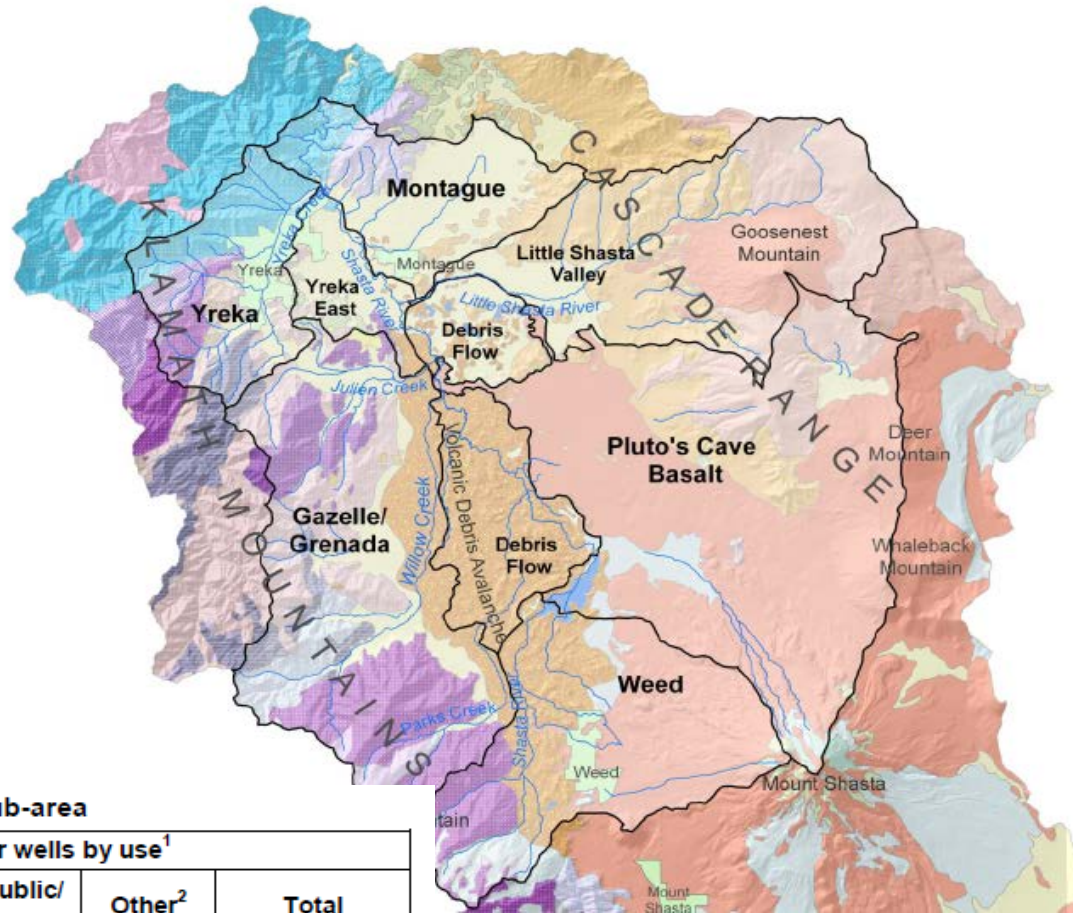 CASCADE RANGE
KLAMATH MOUNTAINS
Montague
Goosenest
Mountain
Little Shasta
Valley
Yreka Creek
Yreka
Montague
Shasta River
Yreka
East
Little Shasta River
Yreka
Debris
Flow
Julien Creek
Deer
Mountain
Pluto's Cave
Basalt
Volcanic Debris Avalanche
Willow Creek
Gazelle/
Grenada
Debris
Flow
Whaleback
Mountain
Weed
Parks Creek
Shasta
Weed
Mount Shasta
ub-area
tain
r wells by use¹
ublic/
Other²
Total
Mount
Shasta